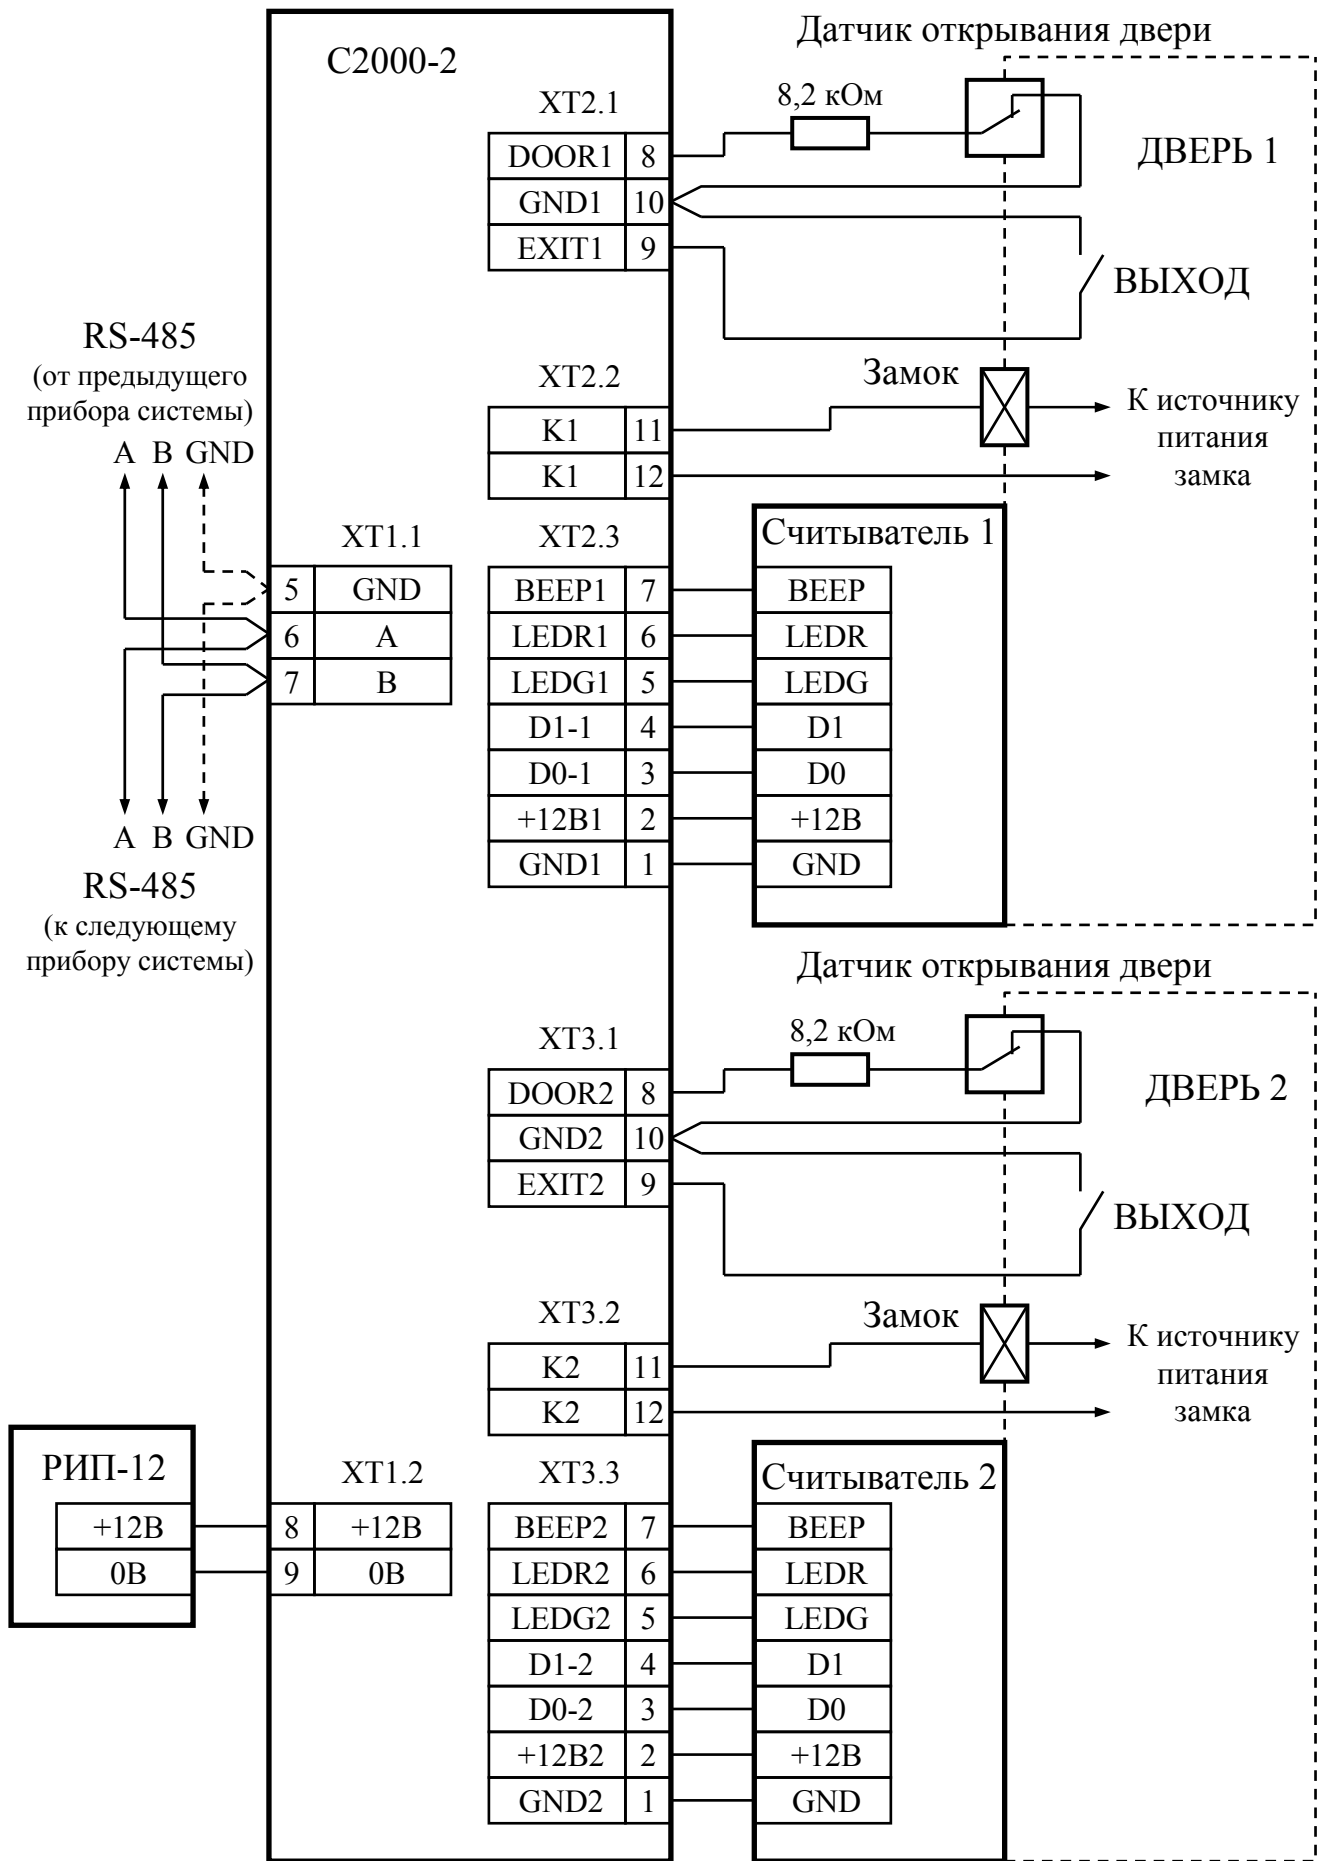 Датчик открывания двери
С2000-2
XT2.1
8,2 кОм
DOOR1 8
GND1 10
EXIT1 9
ДВЕРЬ 1
ВЫХОД
RS-485
(от предыдущего
прибора системы)
A B GND
XT2.2
K1 11
K1 12
Замок
К источнику
питания
замка
XT1.1
5 GND
6 A
7 B
XT2.3
BEEP1 7
LEDR1 6
LEDG1 5
D1-1 4
D0-1 3
+12В1 2
GND1 1
Считыватель 1
BEEP
LEDR
LEDG
D1
D0
+12В
GND
A B GND
RS-485
(к следующему
прибору системы)
Датчик открывания двери
XT3.1
8,2 кОм
DOOR2 8
GND2 10
EXIT2 9
ДВЕРЬ 2
ВЫХОД
XT3.2
K2 11
K2 12
Замок
К источнику
питания
замка
РИП-12
+12В
0В
XT1.2
8 +12В
9 0В
XT3.3
BEEP2 7
LEDR2 6
LEDG2 5
D1-2 4
D0-2 3
+12В2 2
GND2 1
Считыватель 2
BEEP
LEDR
LEDG
D1
D0
+12В
GND